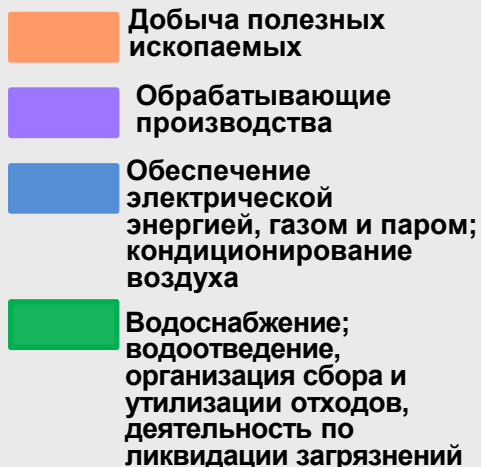 Добыча полезных
ископаемых
Обрабатывающие
производства
Обеспечение
электрической
энергией, газом и паром;
кондиционирование
воздуха
Водоснабжение;
водоотведение,
организация сбора и
утилизации отходов,
деятельность по
ликвидации загрязнений